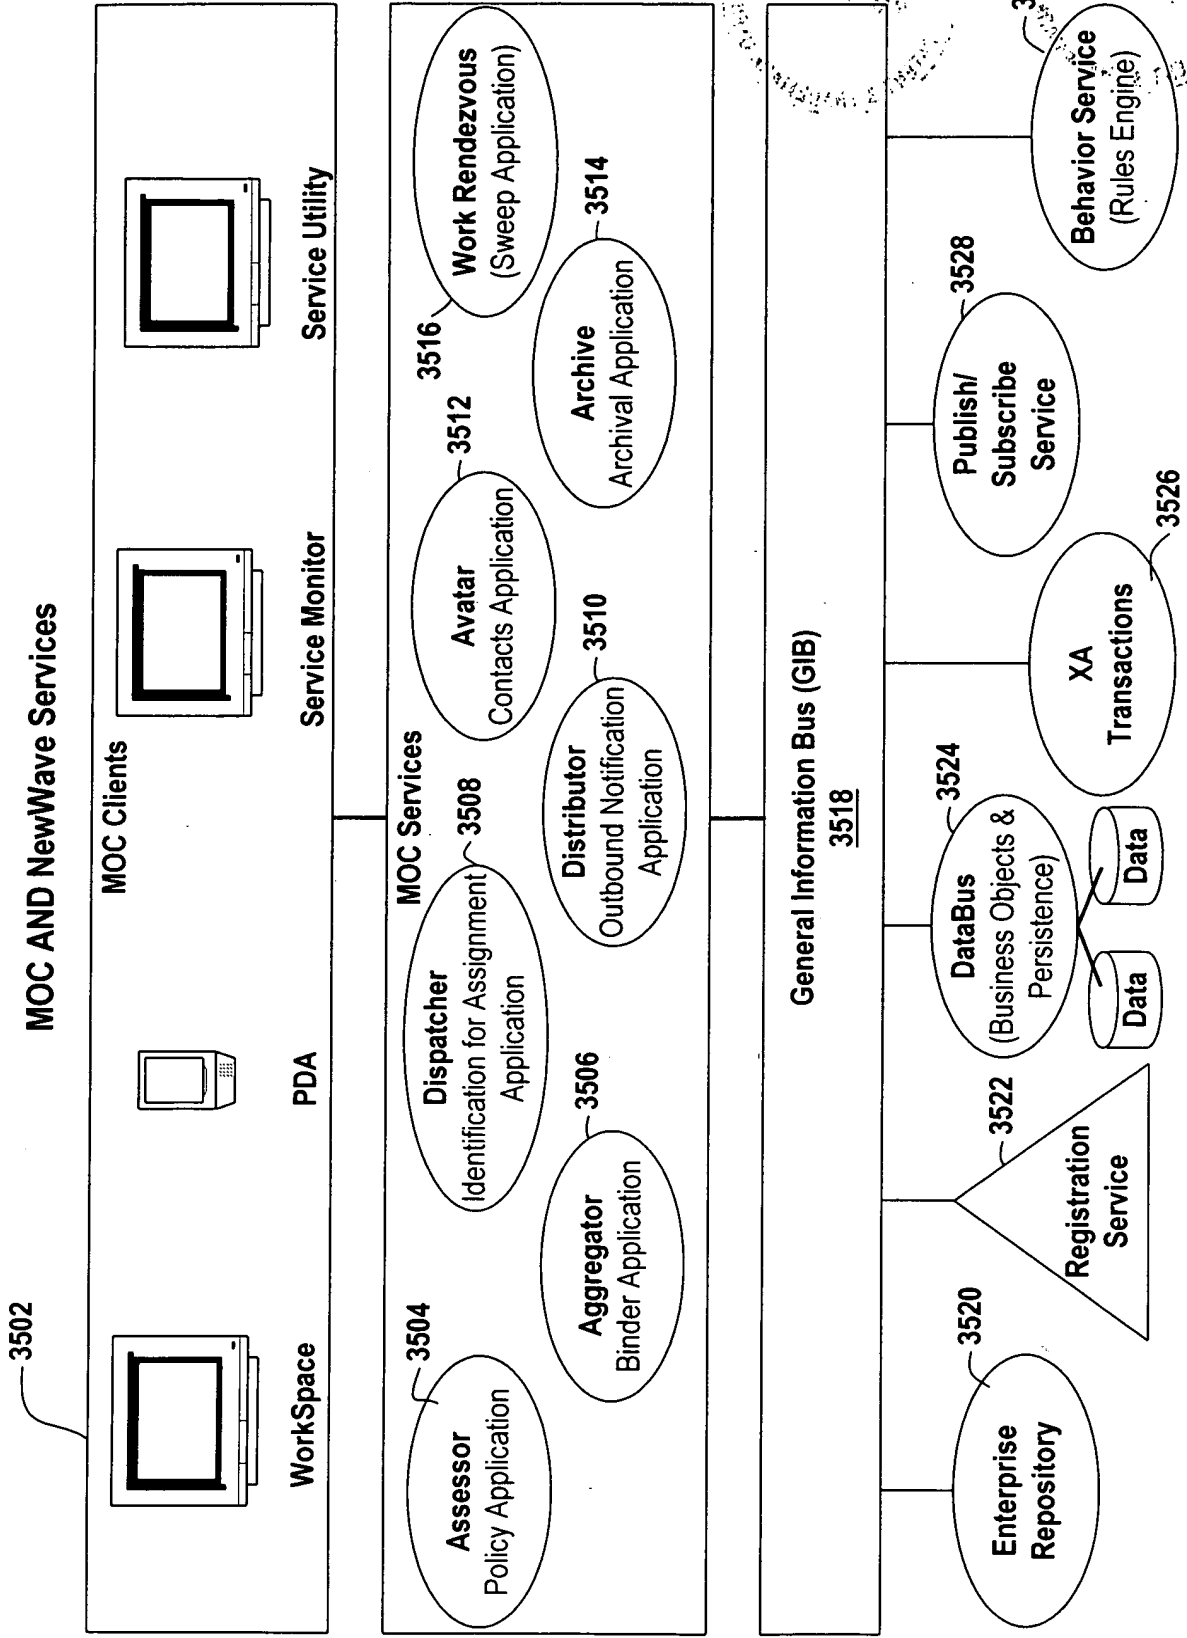 MOC AND NewWave Services
3502
MOC Clients
WorkSpace
PDA
Service Monitor
Service Utility
MOC Services
Assessor
Policy Application
3504
Aggregator
Binder Application
3506
Dispatcher
Identification for Assignment
Application
3508
Distributor
Outbound Notification
Application
3510
Avatar
Contacts Application
3512
Archive
Archival Application
3514
Work Rendezvous
(Sweep Application)
3516
General Information Bus (GIB)
3518
Enterprise
Repository
3520
Registration
Service
3522
DataBus
(Business Objects &
Persistence)
3524
Data
Data
XA
Transactions
3526
Publish/
Subscribe
Service
3528
Behavior Service
(Rules Engine)